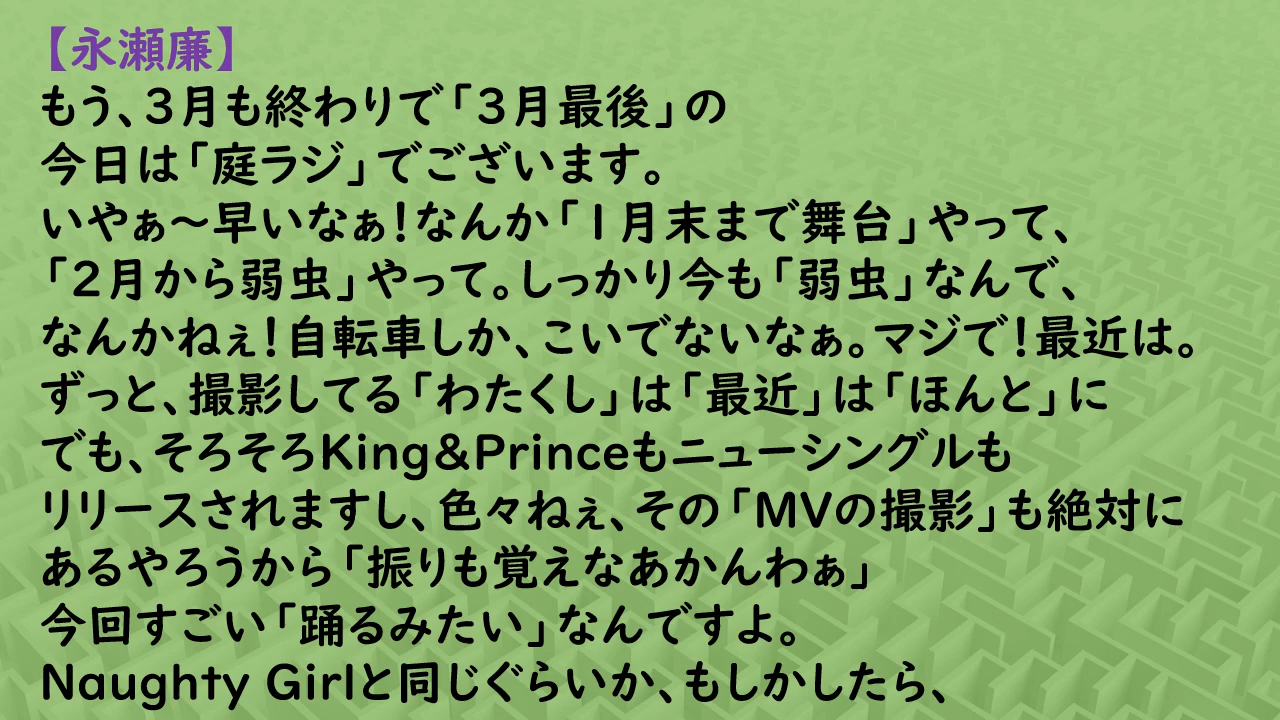 【永瀬廉】
もう、3月も終わりで「3月最後」の
今日は「庭ラジ」でございます。
いやぁ～早いなぁ！なんか「1月末まで舞台」やって、
「2月から弱虫」やって。しっかり今も「弱虫」なんで、
なんかねぇ！自転車しか、こいでないなぁ。マジで！最近は。
ずっと、撮影してる「わたくし」は「最近」は「ほんと」に
でも、そろそろKing&Princeもニューシングルも
リリースされますし、色々ねぇ、その「MVの撮影」も絶対に
あるやろうから「振りも覚えなあかんわぁ」
今回すごい「踊るみたい」なんですよ。
Naughty Girlと同じぐらいか、もしかしたら、